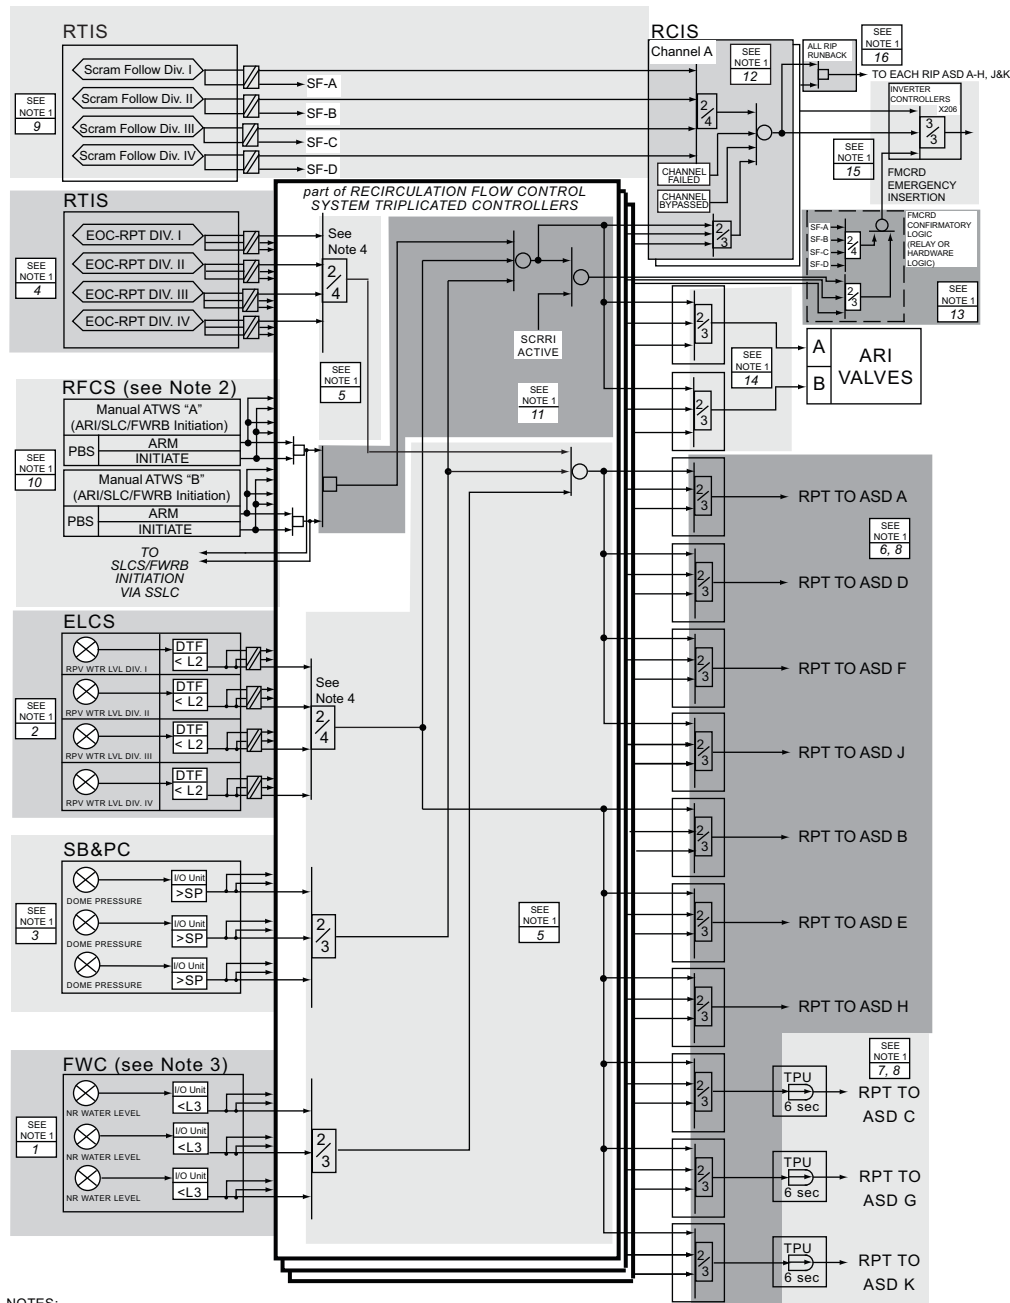 RTIS
Scram Follow Div. I
Scram Follow Div. II
Scram Follow Div. III
Scram Follow Div. IV
SEE
NOTE 1
9
SF-A
SF-B
SF-C
SF-D
RCIS
Channel A
SEE
NOTE 1
12
2/4
CHANNEL
FAILED
CHANNEL
BYPASSED
2/3
ALL RIP
RUNBACK
SEE
NOTE 1
16
TO EACH RIP ASD A-H, J&K
INVERTER
CONTROLLERS
X206
3/3
SEE
NOTE 1
15
FMCRD
EMERGENCY
INSERTION
SF-A
SF-B
SF-C
SF-D
2/4
2/3
FMCRD
CONFIRMATORY
LOGIC
(RELAY OR
HARDWARE
LOGIC)
SEE
NOTE 1
13
part of RECIRCULATION FLOW CONTROL
SYSTEM TRIPLICATED CONTROLLERS
RTIS
EOC-RPT DIV. I
EOC-RPT DIV. II
EOC-RPT DIV. III
EOC-RPT DIV. IV
SEE
NOTE 1
4
See
Note 4
2/4
SEE
NOTE 1
5
SCRRI
ACTIVE
SEE
NOTE 1
11
2/3
2/3
SEE
NOTE 1
14
A
B
ARI
VALVES
RFCS (see Note 2)
Manual ATWS “A”
(ARI/SLC/FWRB Initiation)
PBS
ARM
INITIATE
Manual ATWS “B”
(ARI/SLC/FWRB Initiation)
PBS
ARM
INITIATE
SEE
NOTE 1
10
TO
SLCS/FWRB
INITIATION
VIA SSLC
ELCS
DTF
< L2
RPV WTR LVL DIV. I
DTF
< L2
RPV WTR LVL DIV. II
DTF
< L2
RPV WTR LVL DIV. III
DTF
< L2
RPV WTR LVL DIV. IV
SEE
NOTE 1
2
See
Note 4
2/4
SB&PC
I/O Unit
>SP
DOME PRESSURE
I/O Unit
>SP
DOME PRESSURE
I/O Unit
>SP
DOME PRESSURE
SEE
NOTE 1
3
2/3
SEE
NOTE 1
5
FWC (see Note 3)
I/O Unit
<L3
NR WATER LEVEL
I/O Unit
<L3
NR WATER LEVEL
I/O Unit
<L3
NR WATER LEVEL
SEE
NOTE 1
1
2/3
2/3
RPT TO ASD A
SEE
NOTE 1
6, 8
2/3
RPT TO ASD D
2/3
RPT TO ASD F
2/3
RPT TO ASD J
2/3
RPT TO ASD B
2/3
RPT TO ASD E
2/3
RPT TO ASD H
SEE
NOTE 1
7, 8
2/3
TPU
6 sec
RPT TO
ASD C
2/3
TPU
6 sec
RPT TO
ASD G
2/3
TPU
6 sec
RPT TO
ASD K
NOTES: